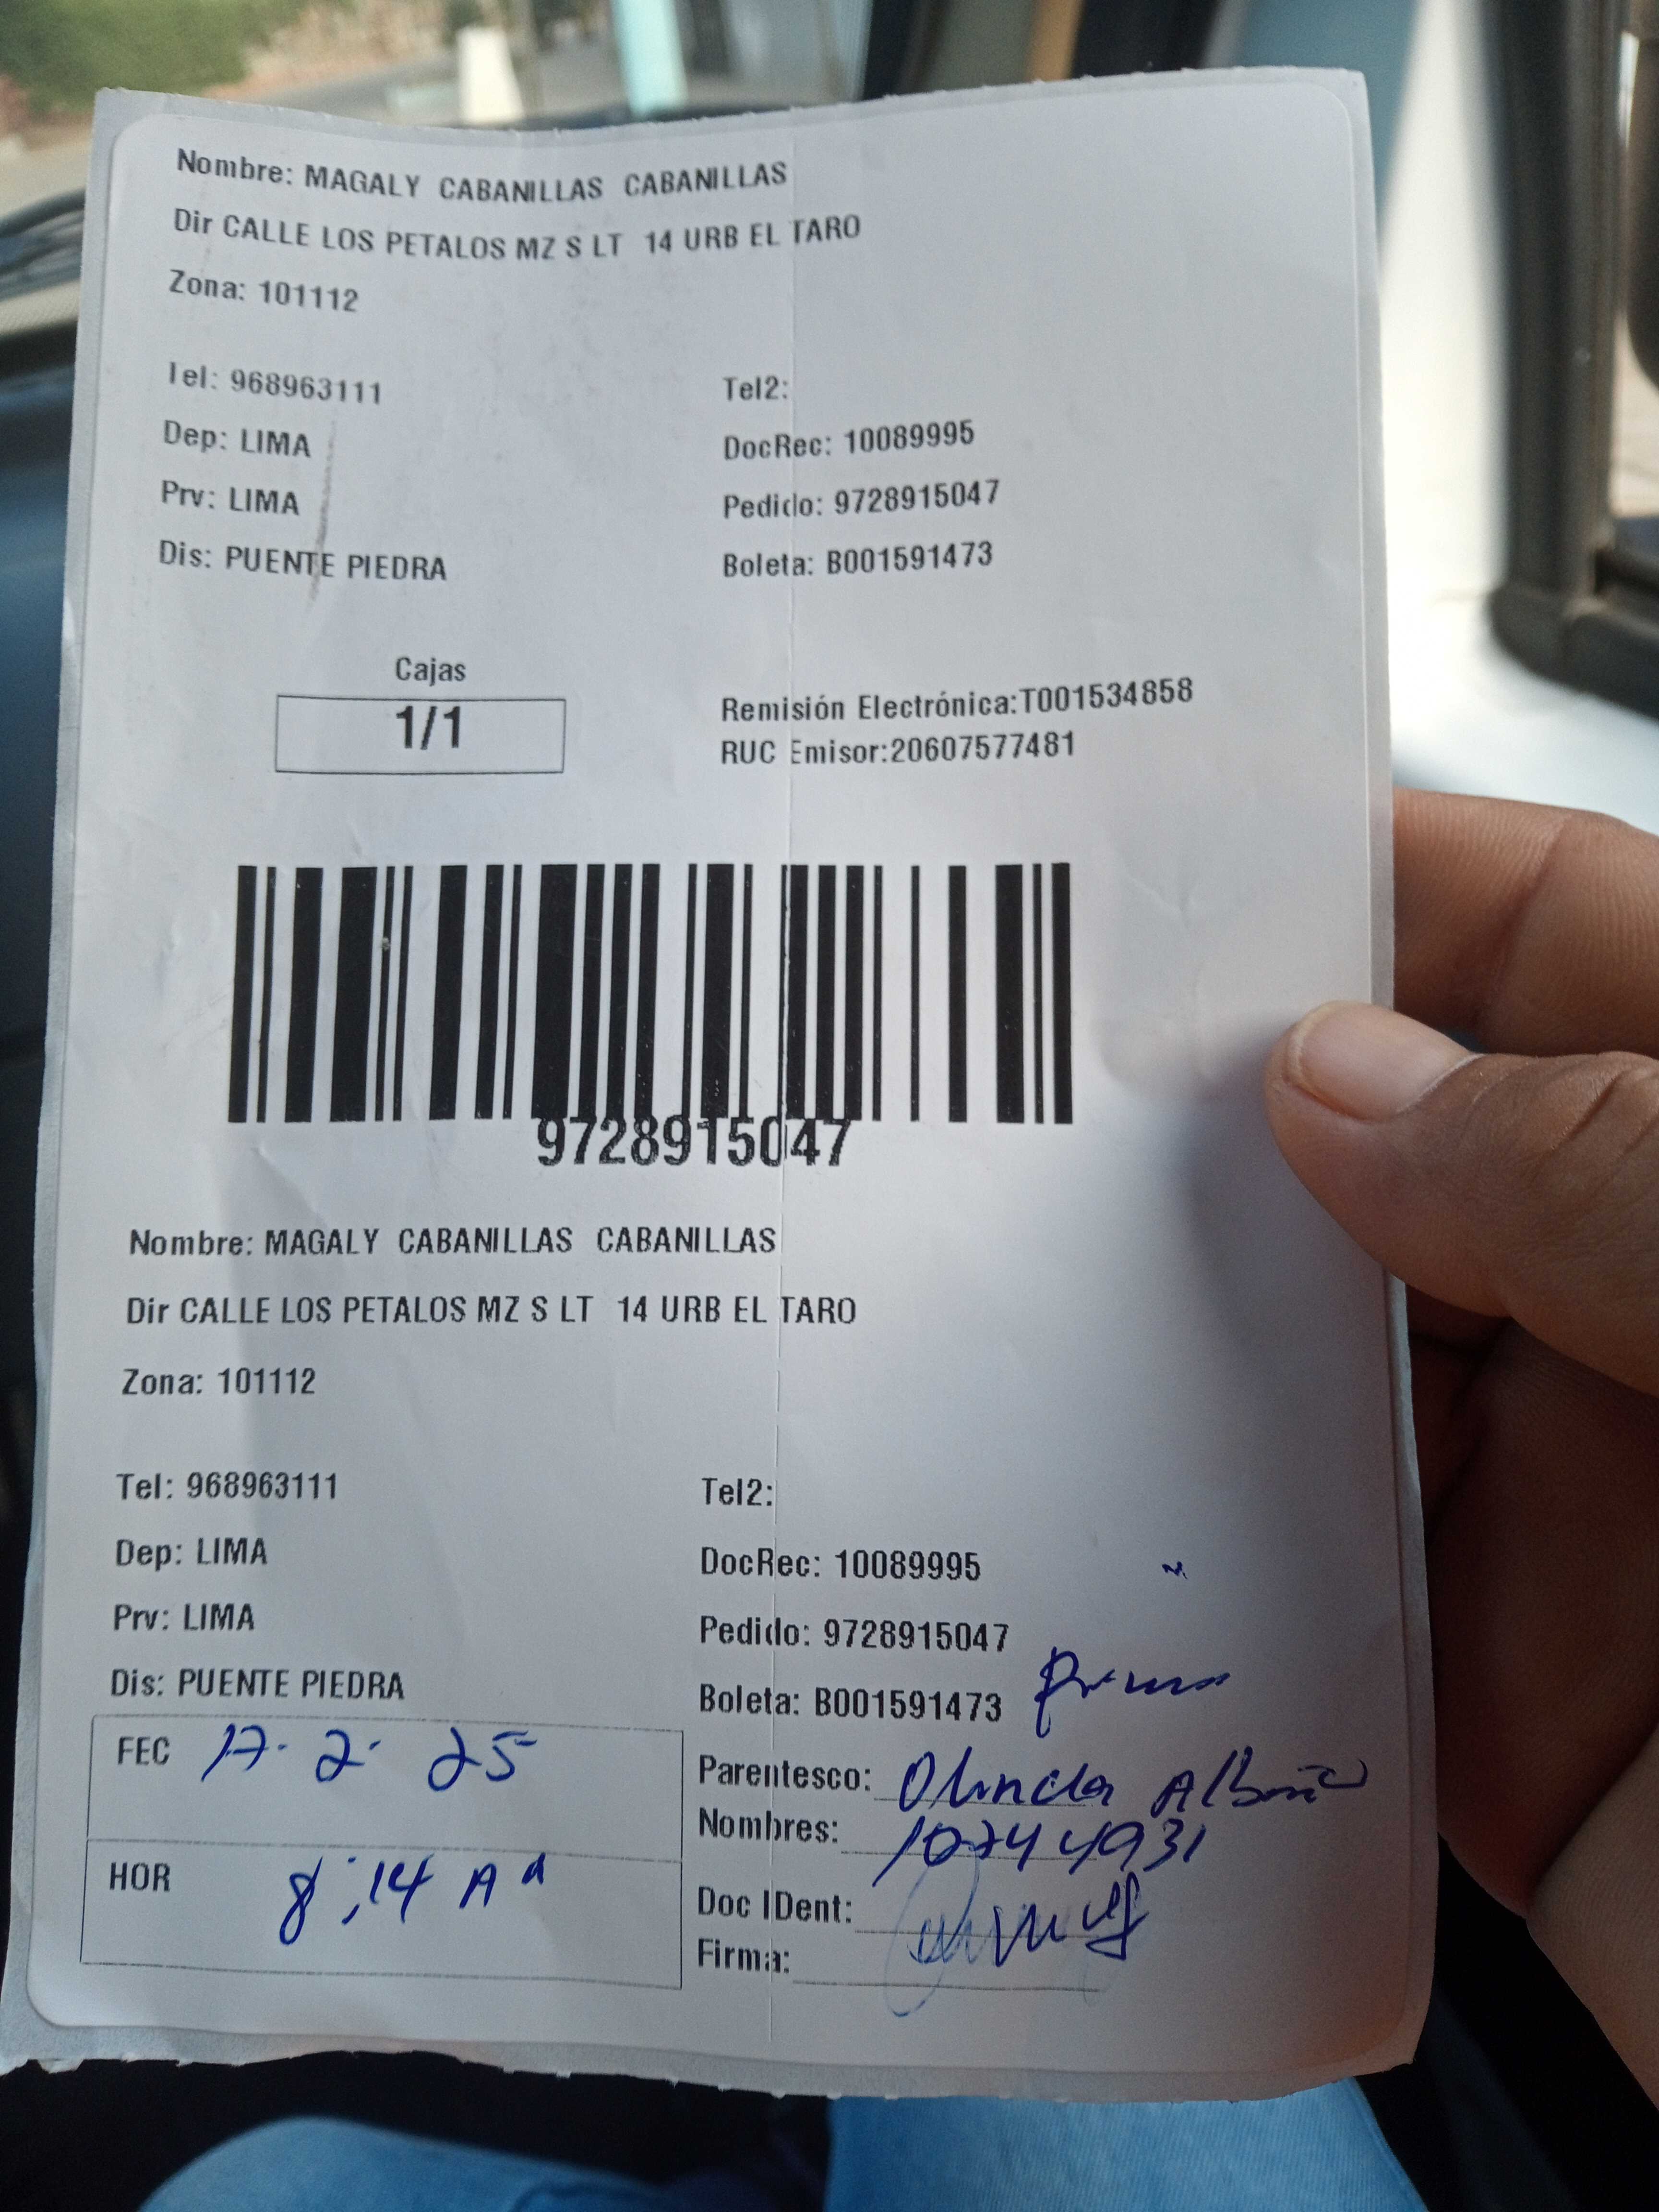 Nombre: MAGALY CABANILLAS CABANILLAS
Dir CALLE LOS PETALOS MZ S LT 14 URB EL TARO
Zona: 101112
Tel: 968963111 Tel2:
Dep: LIMA DocRec: 10089995
Prv: LIMA Pedido: 9728915047
Dis: PUENTE PIEDRA Boleta: B001591473
Cajas
1/1
Remisión Electrónica:T001534858
RUC Emisor:20607577481
9728915047
Nombre: MAGALY CABANILLAS CABANILLAS
Dir CALLE LOS PETALOS MZ S LT 14 URB EL TARO
Zona: 101112
Tel: 968963111 Tel2:
Dep: LIMA DocRec: 10089995
Prv: LIMA Pedido: 9728915047
Dis: PUENTE PIEDRA Boleta: B001591473
FEC 17. 2. 25 Parentesco: Olinda
Nombres: 10744931
HOR 8:14 Doc IDent:
Firma: